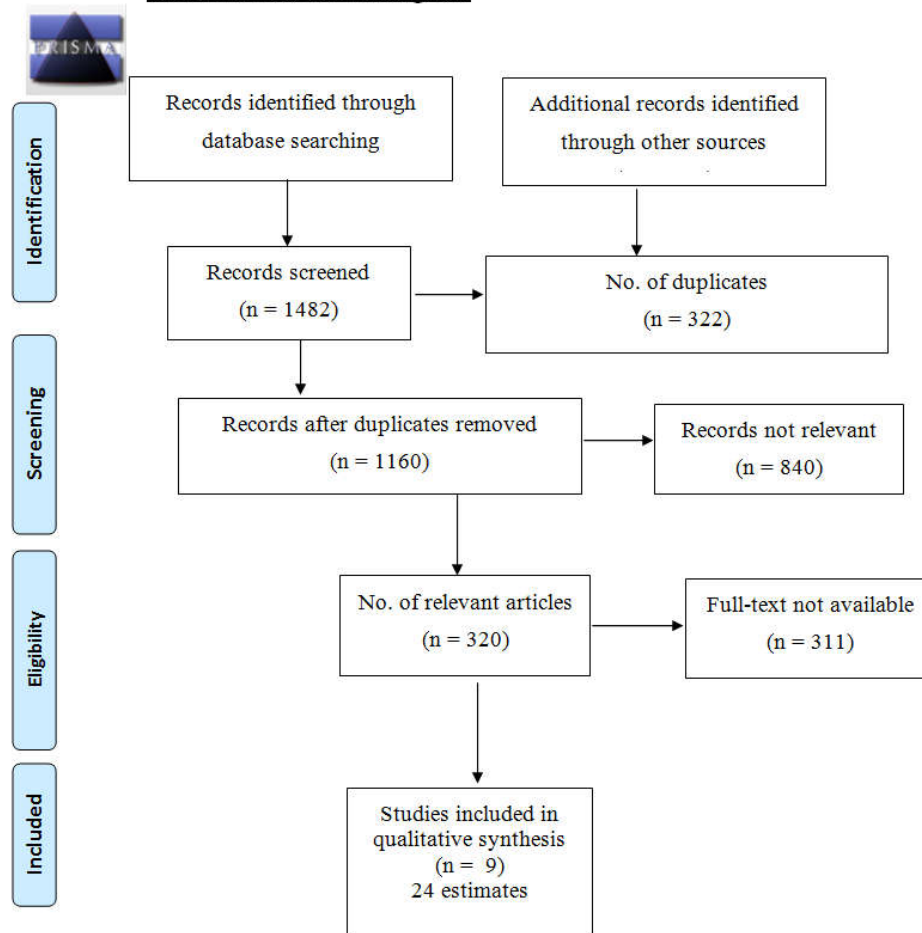 PRISMA
Records identified through
database searching
Additional records identified
through other sources
Identification
Records screened
(n = 1482)
No. of duplicates
(n = 322)
Screening
Records after duplicates removed
(n = 1160)
Records not relevant
(n = 840)
Eligibility
No. of relevant articles
(n = 320)
Full-text not available
(n = 311)
Included
Studies included in
qualitative synthesis
(n = 9)
24 estimates